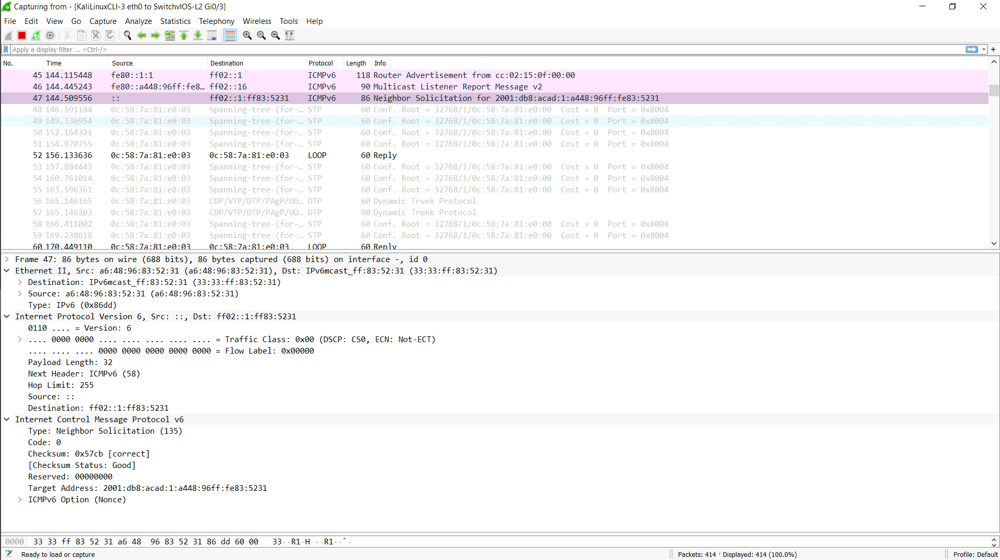 Capturing from - [KaliLinuxCLI-3 eth0 to SwitchvIOS-L2 Gi0/3]
File Edit View Go Capture Analyze Statistics Telephony Wireless Tools Help
Apply a display filter ... <Ctrl-/>
No. Time Source Destination Protocol Length Info
45 144.115448 fe80::1:1 ff02::1 ICMPv6 118 Router Advertisement from cc:02:15:0f:00:00
46 144.445243 fe80::a448:96ff:fe8… ff02::16 ICMPv6 90 Multicast Listener Report Message v2
47 144.509556 :: ff02::1:ff83:5231 ICMPv6 86 Neighbor Solicitation for 2001:db8:acad:1:a448:96ff:fe83:5231
48 146.591184 0c:58:7a:81:e0:03 Spanning-tree-(for-… STP 60 Conf. Root = 32768/1/0c:58:7a:81:e0:00 Cost = 0 Port = 0x8004
49 149.336954 0c:58:7a:81:e0:03 Spanning-tree-(for-… STP 60 Conf. Root = 32768/1/0c:58:7a:81:e0:00 Cost = 0 Port = 0x8004
50 152.164321 0c:58:7a:81:e0:03 Spanning-tree-(for-… STP 60 Conf. Root = 32768/1/0c:58:7a:81:e0:00 Cost = 0 Port = 0x8004
51 154.970755 0c:58:7a:81:e0:03 Spanning-tree-(for-… STP 60 Conf. Root = 32768/1/0c:58:7a:81:e0:00 Cost = 0 Port = 0x8004
52 156.133636 0c:58:7a:81:e0:03 0c:58:7a:81:e0:03 LOOP 60 Reply
53 157.884443 0c:58:7a:81:e0:03 Spanning-tree-(for-… STP 60 Conf. Root = 32768/1/0c:58:7a:81:e0:00 Cost = 0 Port = 0x8004
54 160.761014 0c:58:7a:81:e0:03 Spanning-tree-(for-… STP 60 Conf. Root = 32768/1/0c:58:7a:81:e0:00 Cost = 0 Port = 0x8004
55 163.596361 0c:58:7a:81:e0:03 Spanning-tree-(for-… STP 60 Conf. Root = 32768/1/0c:58:7a:81:e0:00 Cost = 0 Port = 0x8004
56 165.146165 0c:58:7a:81:e0:03 CDP/VTP/DTP/PAgP/UD… DTP 60 Dynamic Trunk Protocol
57 165.146203 0c:58:7a:81:e0:03 CDP/VTP/DTP/PAgP/UD… DTP 90 Dynamic Trunk Protocol
58 166.411002 0c:58:7a:81:e0:03 Spanning-tree-(for-… STP 60 Conf. Root = 32768/1/0c:58:7a:81:e0:00 Cost = 0 Port = 0x8004
59 169.238618 0c:58:7a:81:e0:03 Spanning-tree-(for-… STP 60 Conf. Root = 32768/1/0c:58:7a:81:e0:00 Cost = 0 Port = 0x8004
60 170.449110 0c:58:7a:81:e0:03 0c:58:7a:81:e0:03 LOOP 60 Reply
Frame 47: 86 bytes on wire (688 bits), 86 bytes captured (688 bits) on interface -, id 0
Ethernet II, Src: a6:48:96:83:52:31 (a6:48:96:83:52:31), Dst: IPv6mcast_ff:83:52:31 (33:33:ff:83:52:31)
Destination: IPv6mcast_ff:83:52:31 (33:33:ff:83:52:31)
Source: a6:48:96:83:52:31 (a6:48:96:83:52:31)
Type: IPv6 (0x86dd)
Internet Protocol Version 6, Src: ::, Dst: ff02::1:ff83:5231
0110 .... = Version: 6
.... 0000 0000 .... .... .... .... .... = Traffic Class: 0x00 (DSCP: CS0, ECN: Not-ECT)
.... .... .... 0000 0000 0000 0000 0000 = Flow Label: 0x00000
Payload Length: 32
Next Header: ICMPv6 (58)
Hop Limit: 255
Source: ::
Destination: ff02::1:ff83:5231
Internet Control Message Protocol v6
Type: Neighbor Solicitation (135)
Code: 0
Checksum: 0x57cb [correct]
[Checksum Status: Good]
Reserved: 00000000
Target Address: 2001:db8:acad:1:a448:96ff:fe83:5231
ICMPv6 Option (Nonce)
0000 33 33 ff 83 52 31 a6 48 96 83 52 31 86 dd 60 00 33··R1·H ··R1··`·
Ready to load or capture Packets: 414 · Displayed: 414 (100.0%) Profile: Default